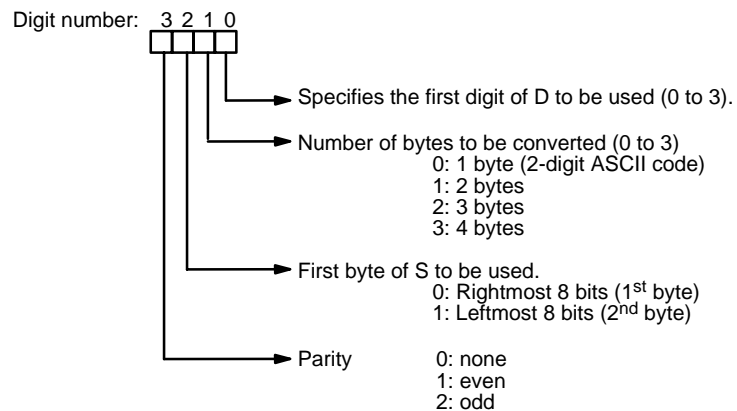 Digit number: 3 2 1 0
Specifies the first digit of D to be used (0 to 3).
Number of bytes to be converted (0 to 3)
0: 1 byte (2-digit ASCII code)
1: 2 bytes
2: 3 bytes
3: 4 bytes
First byte of S to be used.
0: Rightmost 8 bits (1st byte)
1: Leftmost 8 bits (2nd byte)
Parity 0: none
1: even
2: odd